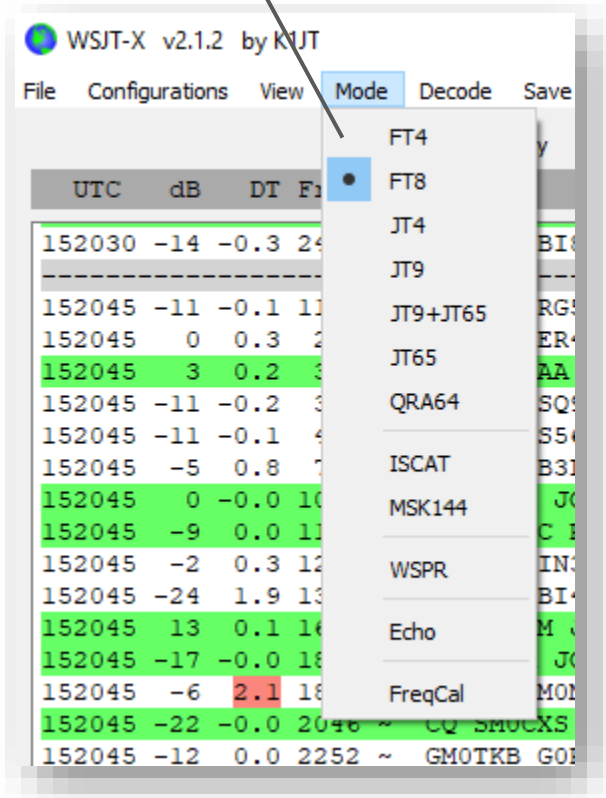 WSJT-X v2.1.2 by K1JT
File Configurations View Mode Decode Save
FT4
FT8
JT4
JT9
JT9+JT65
JT65
QRA64
ISCAT
MSK144
WSPR
Echo
FreqCal
UTC dB DT
152030 -14 -0.3
152045 -11 -0.1
152045 0 0.3
152045 3 0.2 AA
152045 -11 -0.2
152045 -11 -0.1
152045 -5 0.8
152045 0 -0.0
152045 -9 0.0
152045 -2 0.3
152045 -24 1.9
152045 13 0.1
152045 -17 -0.0
152045 -6 2.1
152045 -22 -0.0 2046 ~ CQ SM0CXS
152045 -12 0.0 2252 ~ GM0TKB